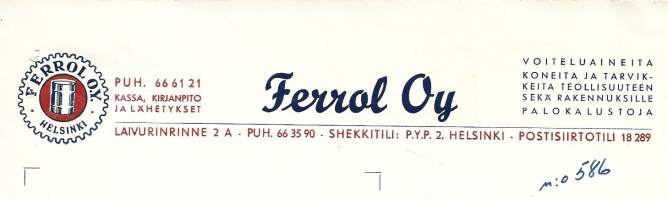 FERROL OY.
HELSINKI
PUH. 66 61 21
KASSA, KIRJANPITO
JA LÄHETYKSET
Ferrol Oy
VOITELUAINEITA
KONEITA JA TARVIK-
KEITA TEOLLISUUTEEN
SEKÄ RAKENNUKSILLE
PALOKALUSTOJA
LAIVURINRINNE 2 A - PUH. 66 35 90 - SHEKKITILI: P.Y.P. 2. HELSINKI - POSTISIIRTOTILI 18 289
n:o 586